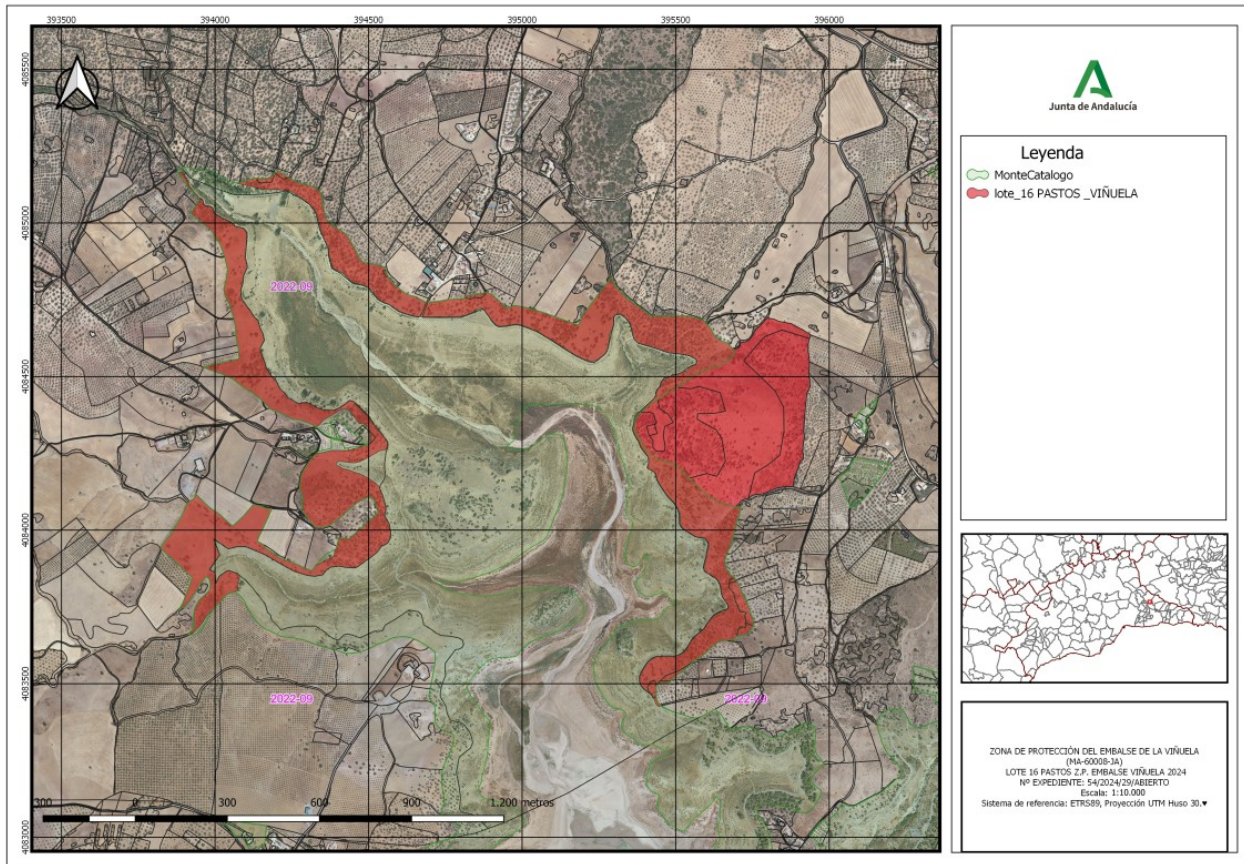 393500 394000 394500 395000 395500 396000
4085500
4085000
4084500
4084000
4083500
4083000
2022-09
2022-09
2022-09
300 0 300 600 900 1.200 metros
Junta de Andalucía
Leyenda
MonteCatalogo
lote_16 PASTOS _VIÑUELA
ZONA DE PROTECCIÓN DEL EMBALSE DE LA VIÑUELA
(MA-60008-JA)
LOTE 16 PASTOS Z.P. EMBALSE VIÑUELA 2024
Nº EXPEDIENTE: 54/2024/29/ABIERTO
Escala: 1:10.000
Sistema de referencia: ETRS89, Proyección UTM Huso 30.♥